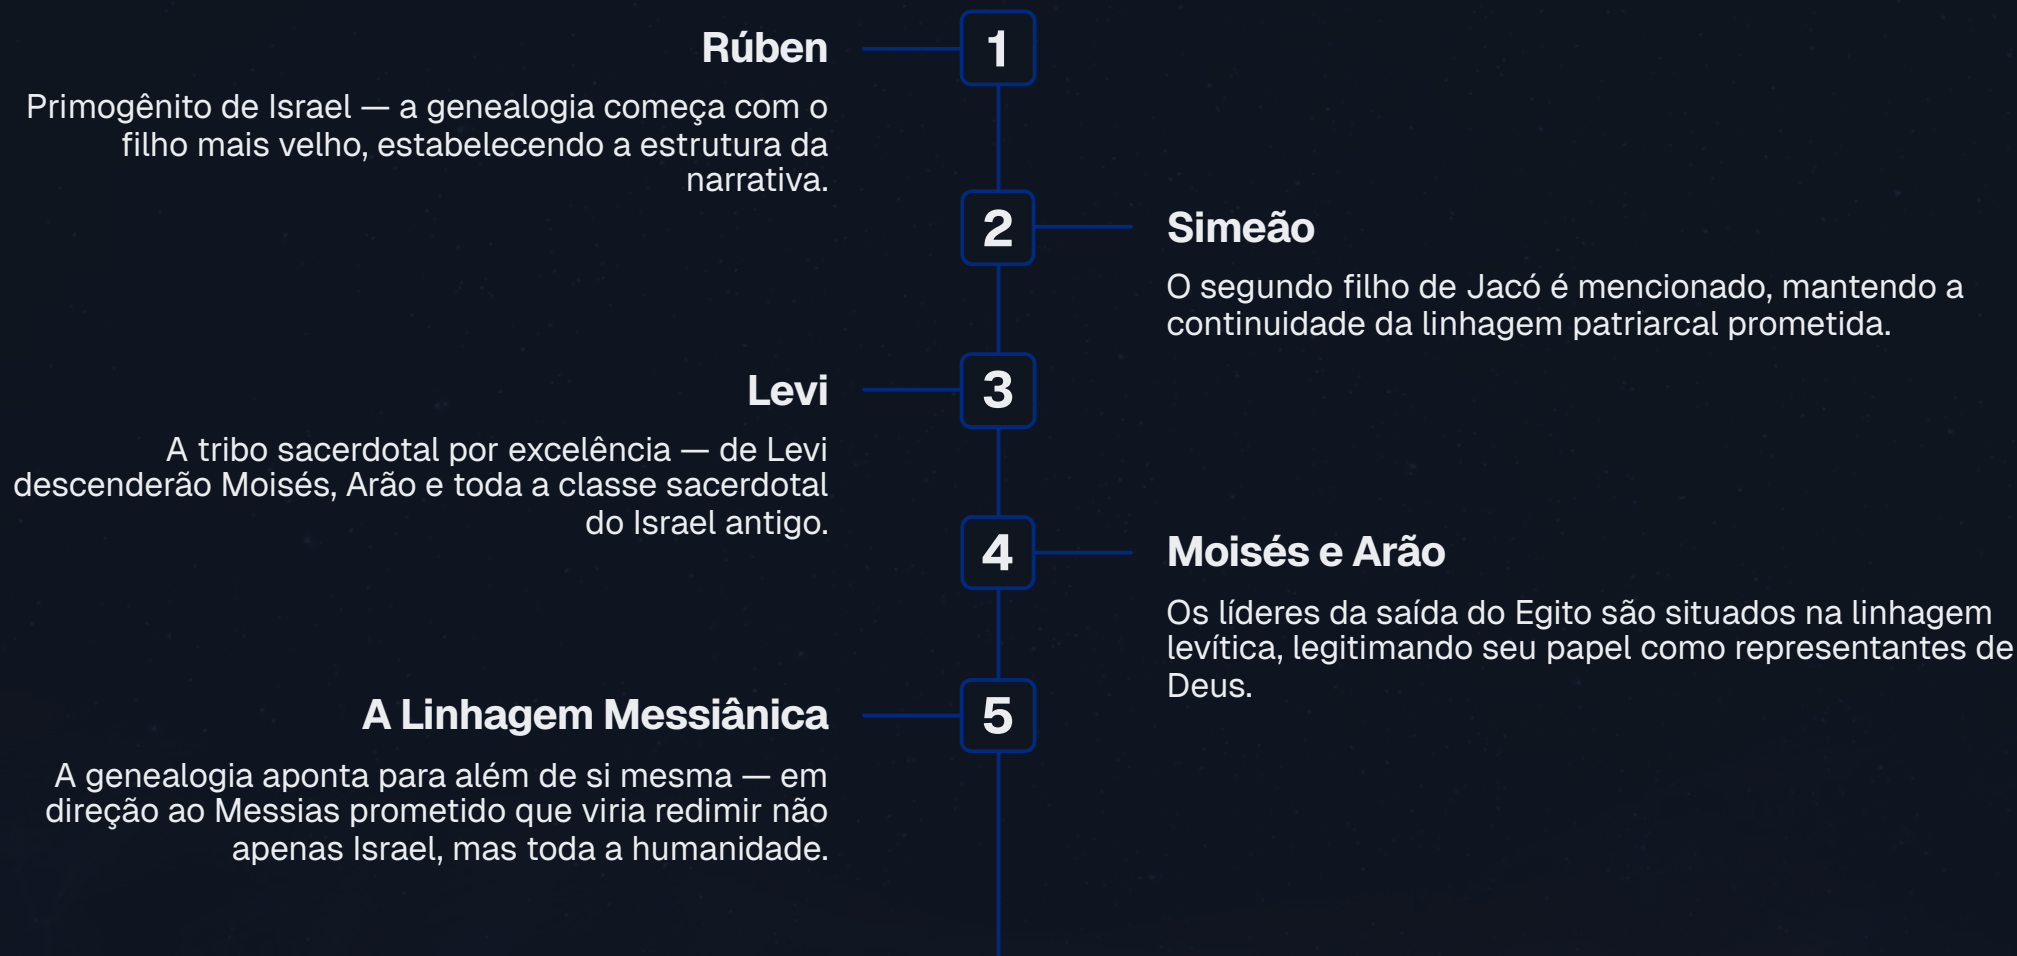 Rúben
1
Primogênito de Israel — a genealogia começa com o
filho mais velho, estabelecendo a estrutura da
narrativa.
2
Simeão
O segundo filho de Jacó é mencionado, mantendo a
continuidade da linhagem patriarcal prometida.
Levi
3
A tribo sacerdotal por excelência — de Levi
descenderão Moisés, Arão e toda a classe sacerdotal
do Israel antigo.
4
Moisés e Arão
Os líderes da saída do Egito são situados na linhagem
levítica, legitimando seu papel como representantes de
Deus.
A Linhagem Messiânica
5
A genealogia aponta para além de si mesma — em
direção ao Messias prometido que viria redimir não
apenas Israel, mas toda a humanidade.